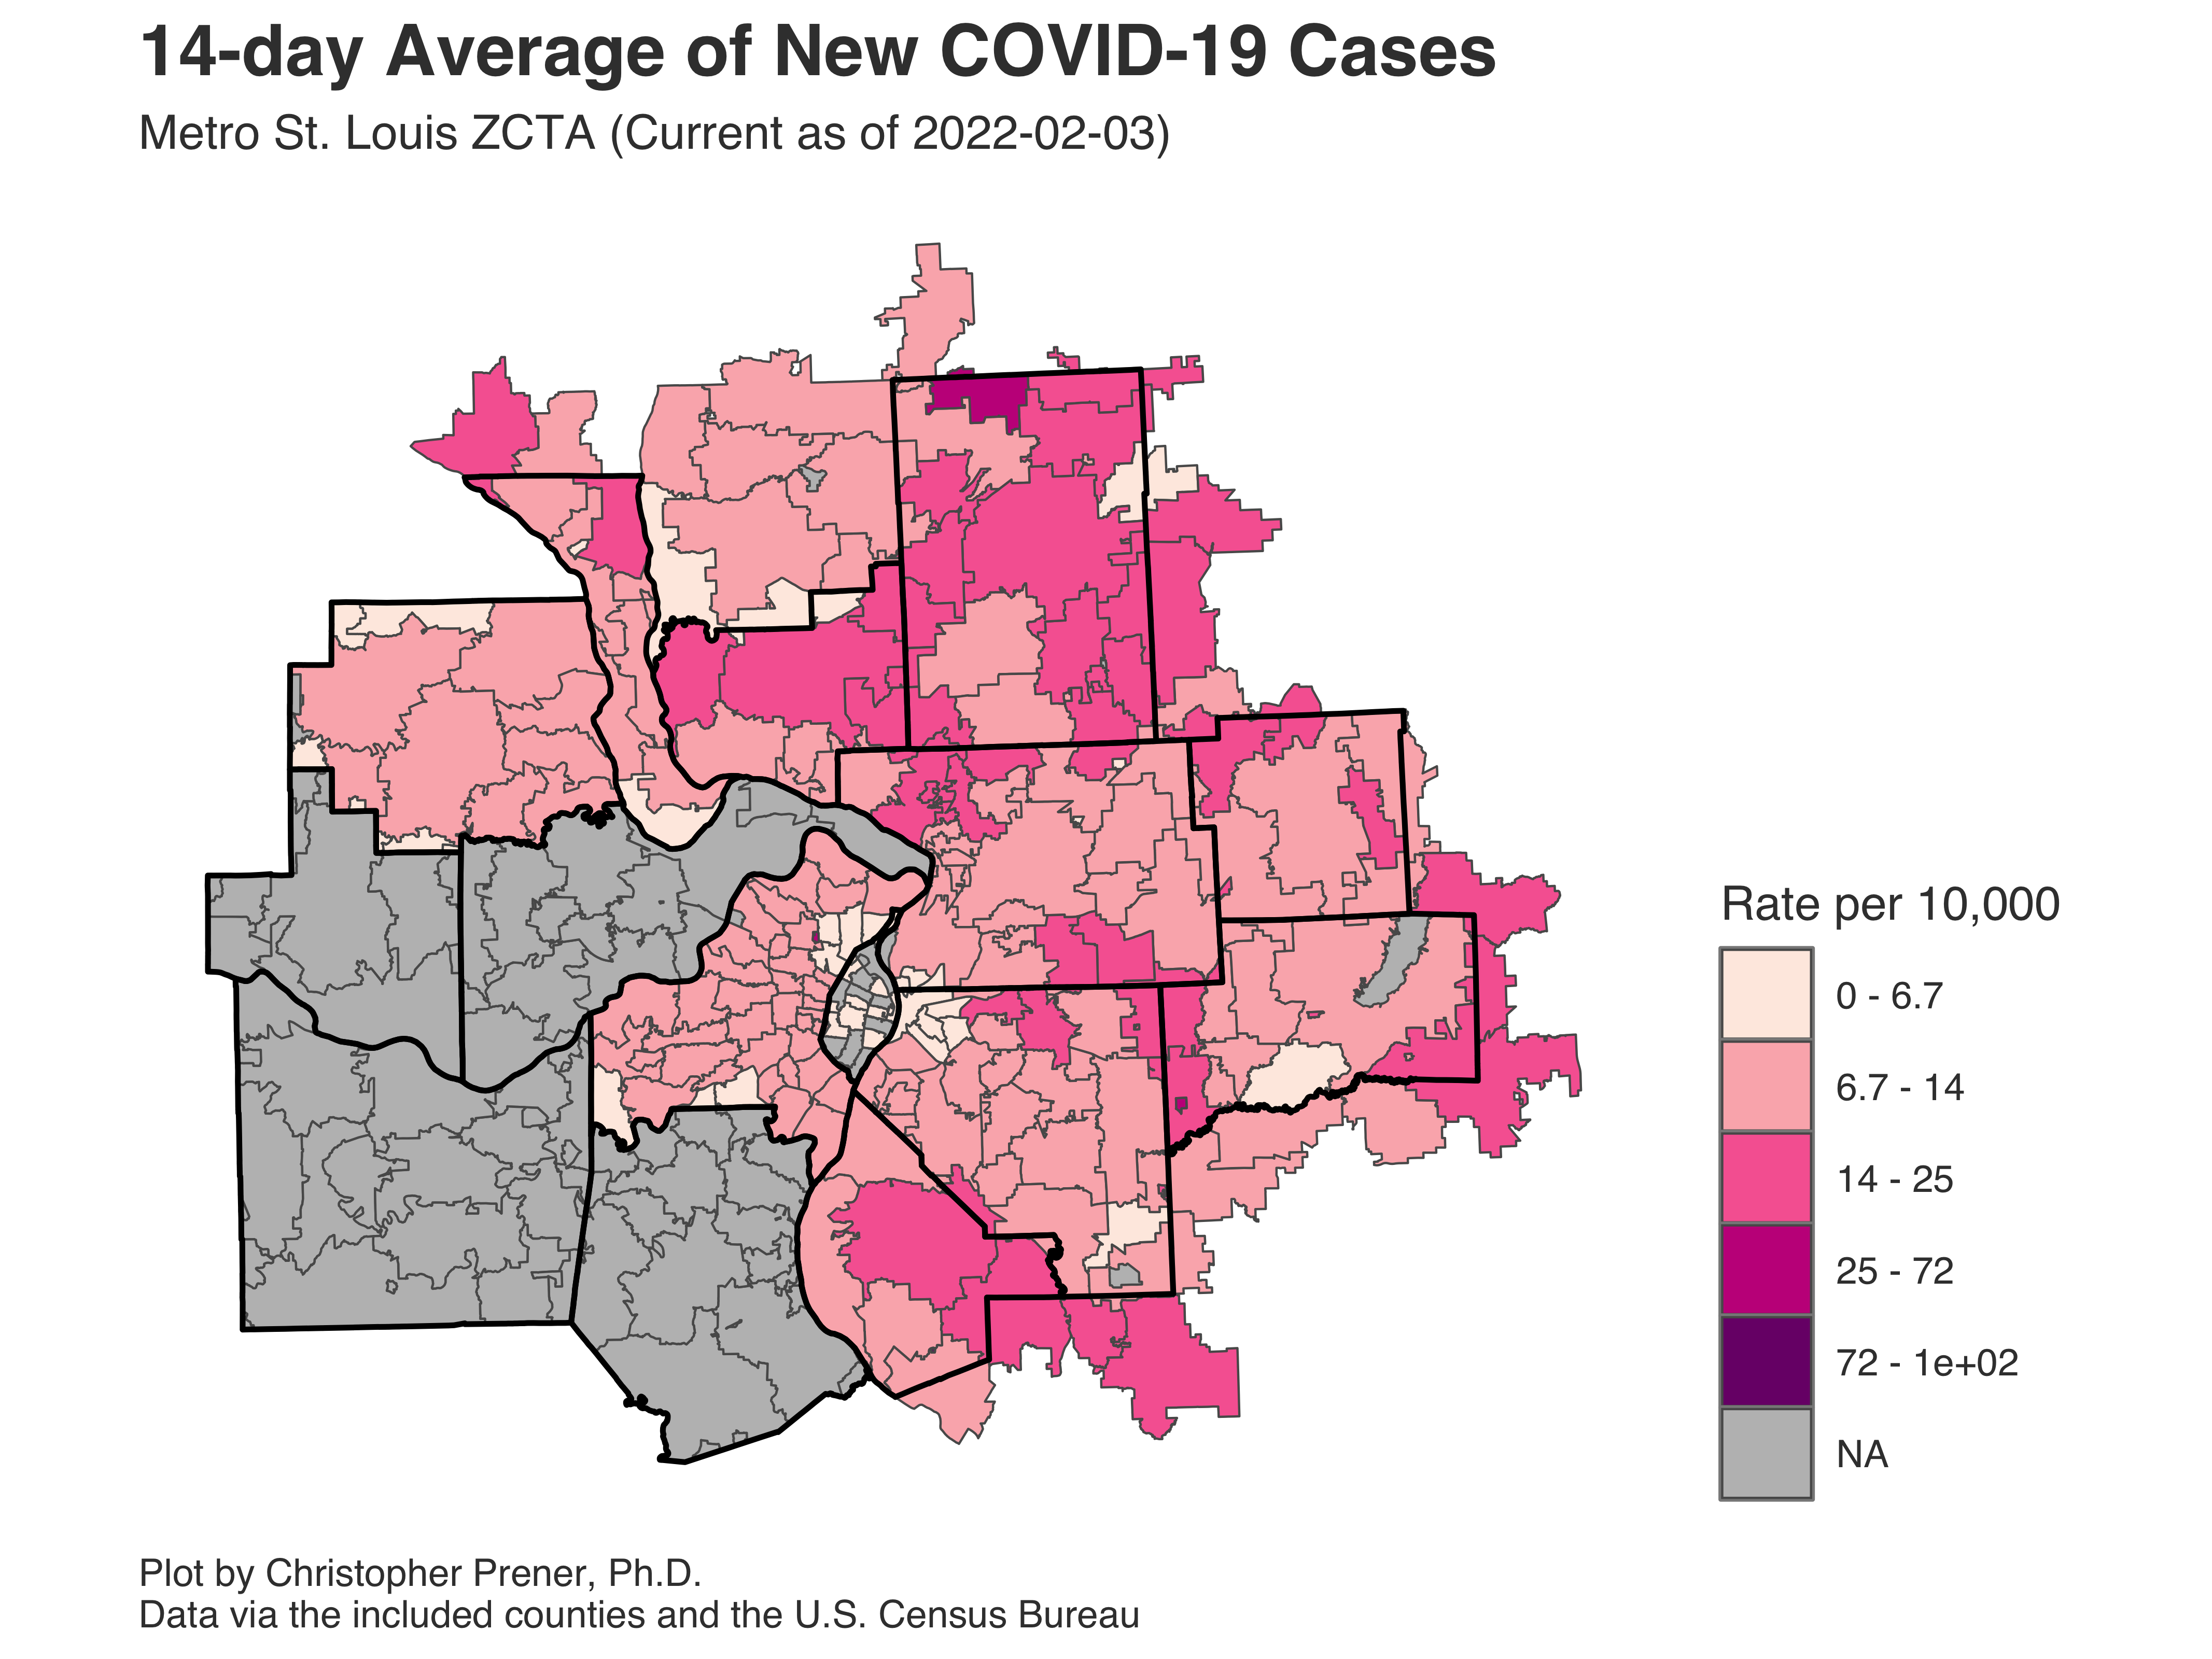 14-day Average of New COVID-19 Cases
Metro St. Louis ZCTA (Current as of 2022-02-03)
Rate per 10,000
0 - 6.7
6.7 - 14
14 - 25
25 - 72
72 - 1e+02
NA
Plot by Christopher Prener, Ph.D.
Data via the included counties and the U.S. Census Bureau